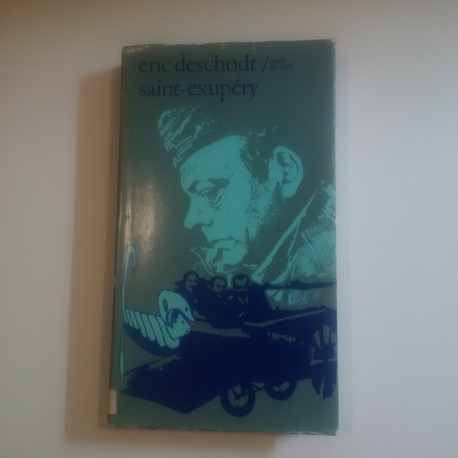 eric deschodt /
saint-exupéry